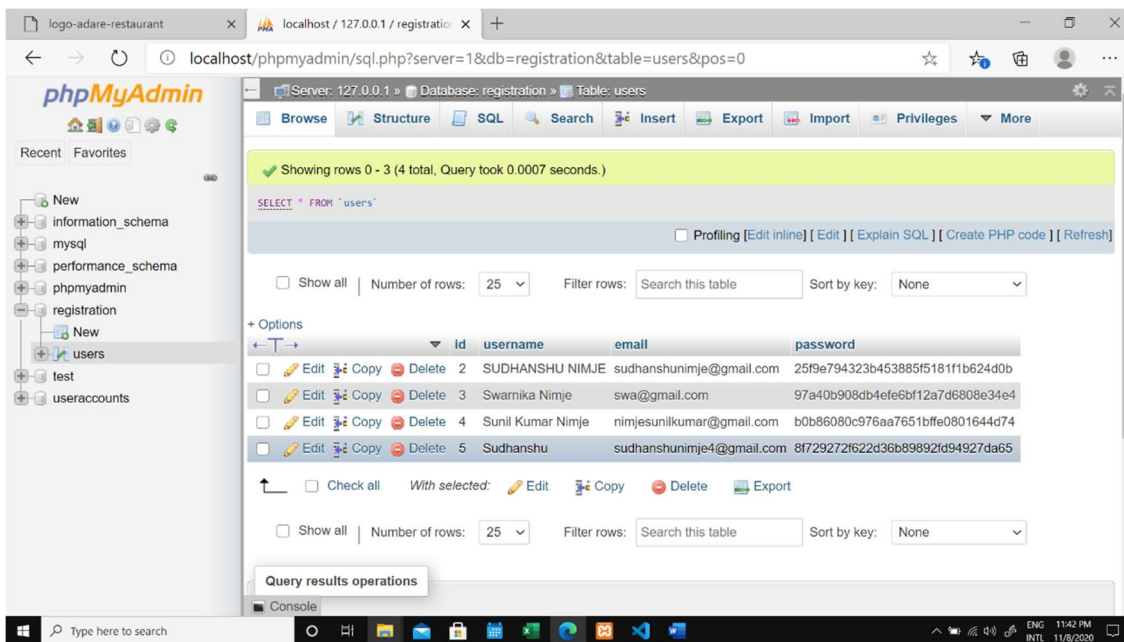 logo-adare-restaurant
localhost / 127.0.0.1 / registratio
localhost/phpmyadmin/sql.php?server=1&db=registration&table=users&pos=0
phpMyAdmin
Recent Favorites
New
information_schema
mysql
performance_schema
phpmyadmin
registration
New
users
test
useraccounts
Server: 127.0.0.1 » Database: registration » Table: users
Browse Structure SQL Search Insert Export Import Privileges More
Showing rows 0 - 3 (4 total, Query took 0.0007 seconds.)
SELECT * FROM `users`
Profiling [Edit inline] [ Edit ] [ Explain SQL ] [ Create PHP code ] [ Refresh]
Show all | Number of rows: 25 Filter rows: Search this table Sort by key: None
+ Options
←T→ id username email password
Edit Copy Delete 2 SUDHANSHU NIMJE sudhanshunimje@gmail.com 25f9e794323b453885f5181f1b624d0b
Edit Copy Delete 3 Swarnika Nimje swa@gmail.com 97a40b908db4efe6bf12a7d6808e34e4
Edit Copy Delete 4 Sunil Kumar Nimje nimjesunilkumar@gmail.com b0b86080c976aa7651bffe0801644d74
Edit Copy Delete 5 Sudhanshu sudhanshunimje4@gmail.com 8f729272f622d36b89892fd94927da65
Check all With selected: Edit Copy Delete Export
Show all | Number of rows: 25 Filter rows: Search this table Sort by key: None
Query results operations
Console
Type here to search
ENG 11:42 PM
INTL 11/8/2020